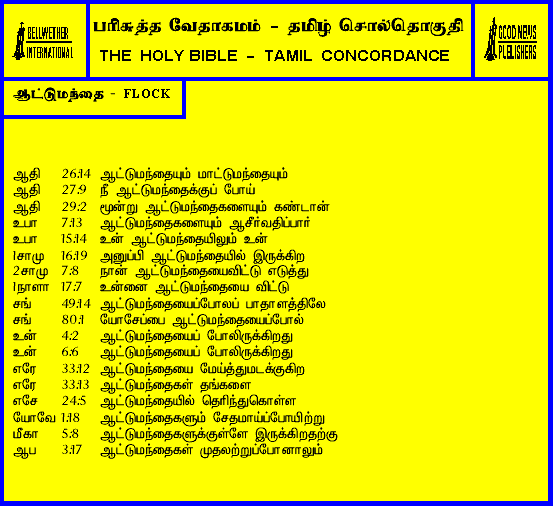 BELLWETHER
INTERNATIONAL
பரிசுத்த வேதாகமம் - தமிழ் சொல்தொகுதி
THE HOLY BIBLE - TAMIL CONCORDANCE
GOOD NEWS
PUBLISHERS
ஆட்டுமந்தை - FLOCK
ஆதி 26:14 ஆட்டுமந்தையும் மாட்டுமந்தையும்
ஆதி 27:9 நீ ஆட்டுமந்தைக்குப் போய்
ஆதி 29:2 மூன்று ஆட்டுமந்தைகளையும் கண்டான்
உபா 7:13 ஆட்டுமந்தைகளையும் ஆசீர்வதிப்பார்
உபா 15:14 உன் ஆட்டுமந்தையிலும் உன்
1சாமு 16:19 அனுப்பி ஆட்டுமந்தையில் இருக்கிற
2சாமு 7:8 நான் ஆட்டுமந்தையைவிட்டு எடுத்து
1நாளா 17:7 உன்னை ஆட்டுமந்தையை விட்டு
சங் 49:14 ஆட்டுமந்தையைப்போலப் பாதாளத்திலே
சங் 80:1 யோசேப்பை ஆட்டுமந்தையைப்போல்
உன் 4:2 ஆட்டுமந்தையைப் போலிருக்கிறது
உன் 6:6 ஆட்டுமந்தையைப் போலிருக்கிறது
எரே 33:12 ஆட்டுமந்தையை மேய்த்துமடக்குகிற
எரே 33:13 ஆட்டுமந்தைகள் தங்களை
எசே 24:5 ஆட்டுமந்தையில் தெரிந்துகொள்ள
யோவே 1:18 ஆட்டுமந்தைகளும் சேதமாய்ப்போயிற்று
மீகா 5:8 ஆட்டுமந்தைகளுக்குள்ளே இருக்கிறதற்கு
ஆப 3:17 ஆட்டுமந்தைகள் முதலற்றுப்போனாலும்